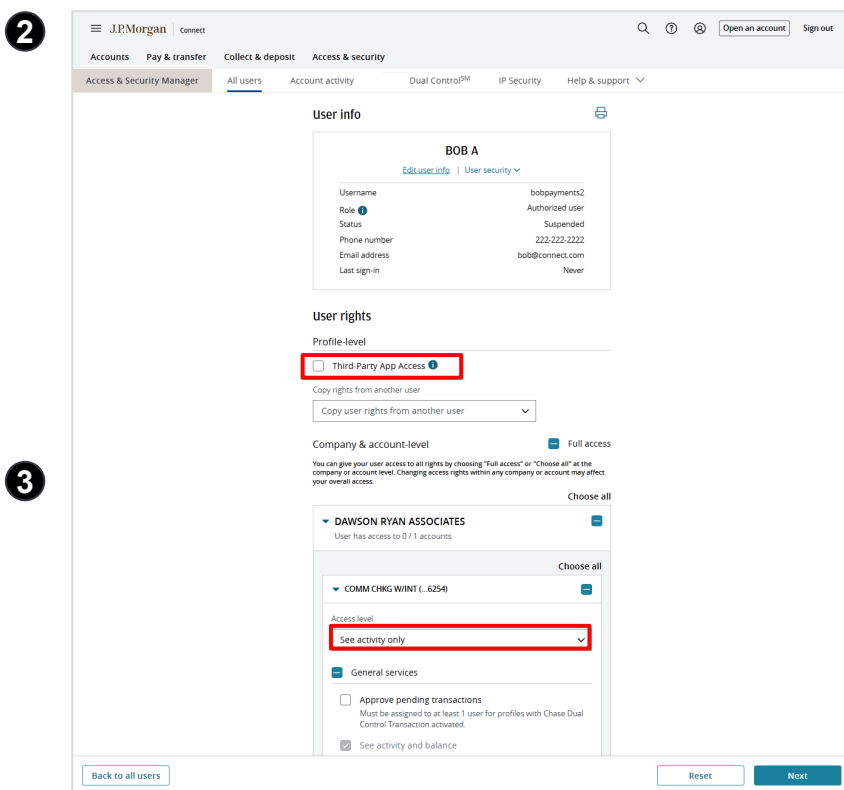 2
J.P.Morgan Connect Open an account Sign out
Accounts Pay & transfer Collect & deposit Access & security
Access & Security Manager All users Account activity Dual Control SM IP Security Help & support
User info
BOB A
Edit user info | User security
Username bobpayments2
Role Authorized user
Status Suspended
Phone number 222-222-2222
Email address bob@connect.com
Last sign-in Never
User rights
Profile-level
Third-Party App Access
Copy rights from another user
Copy user rights from another user
Company & account-level Full access
3
You can give your user access to all rights by choosing "Full access" or "Choose all" at the
company or account level. Changing access rights within any company or account may affect
your overall access.
Choose all
DAWSON RYAN ASSOCIATES
User has access to 0 / 1 accounts
Choose all
COMM CHKG W/INT (...6254)
Access level
See activity only
General services
Approve pending transactions
Must be assigned to at least 1 user for profiles with Chase Dual
Control Transaction activated.
See activity and balance
Back to all users Reset Next